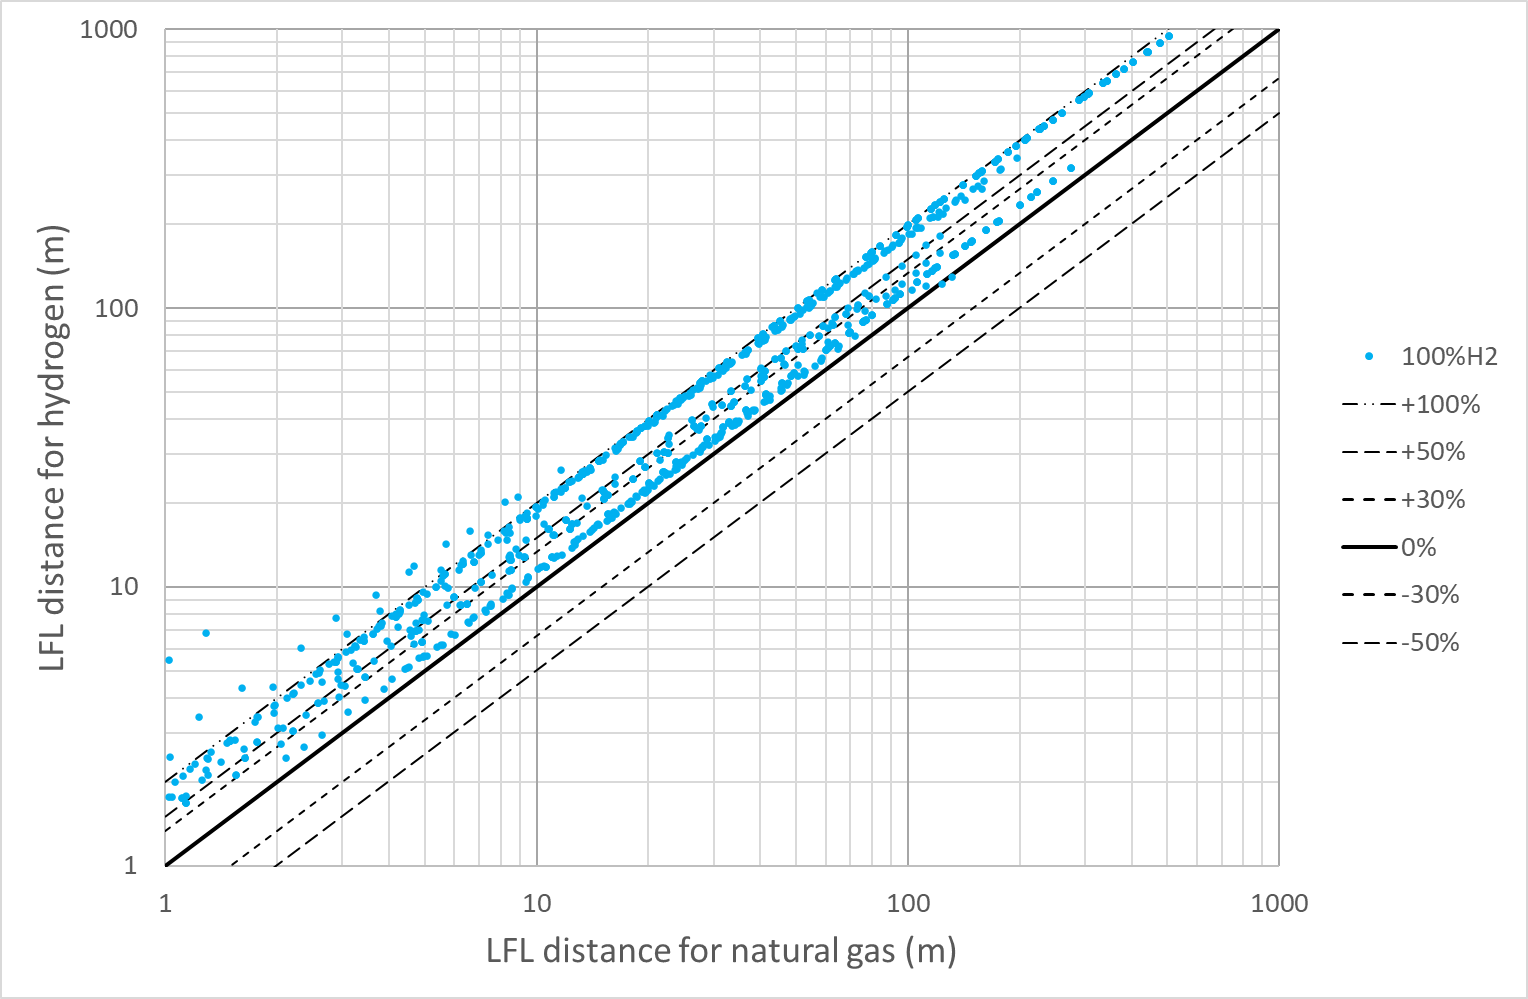 1000
100
10
1
LFL distance for hydrogen (m)
1 10 100 1000
LFL distance for natural gas (m)
100%H2
+100%
+50%
+30%
0%
-30%
-50%